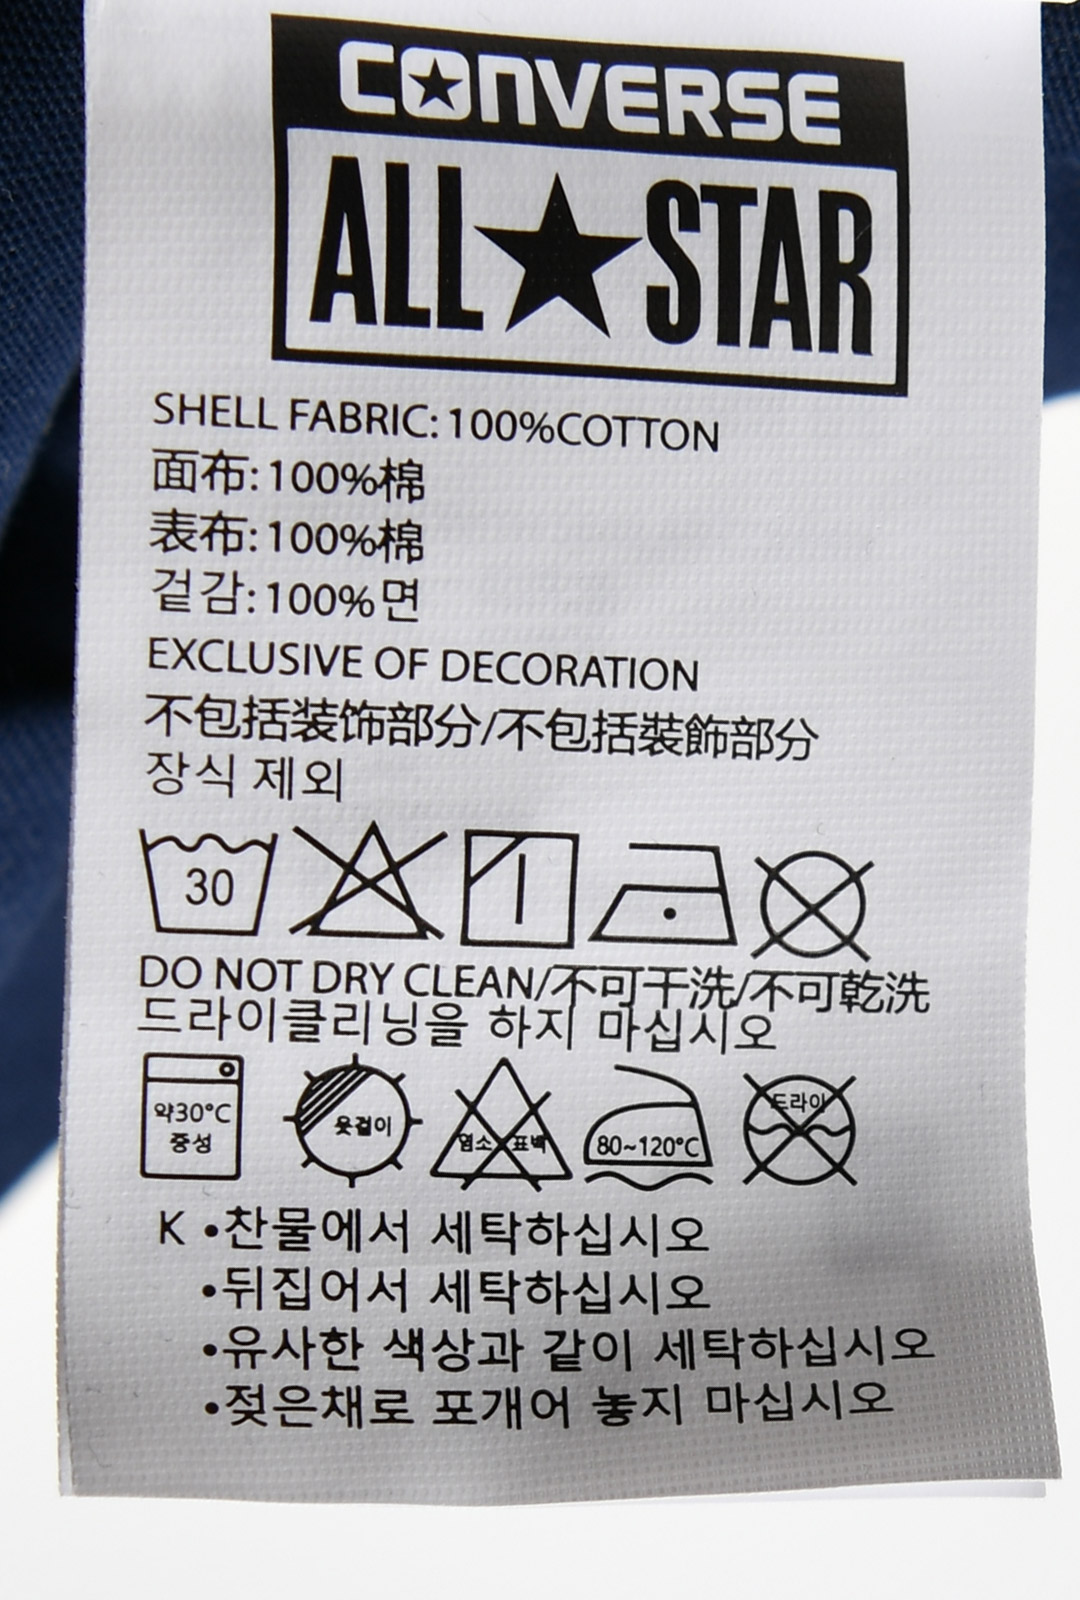 CONVERSE
ALL★STAR
SHELL FABRIC: 100%COTTON
面布: 100%棉
表布: 100%棉
겉감: 100% 면
EXCLUSIVE OF DECORATION
不包括装饰部分/不包括裝飾部分
장식 제외
30
DO NOT DRY CLEAN/不可干洗/不可乾洗
드라이클리닝을 하지 마십시오
약30°C
중성
옷걸이
염소 표백
80~120°C
드라이
K •찬물에서 세탁하십시오
•뒤집어서 세탁하십시오
•유사한 색상과 같이 세탁하십시오
•젖은채로 포개어 놓지 마십시오